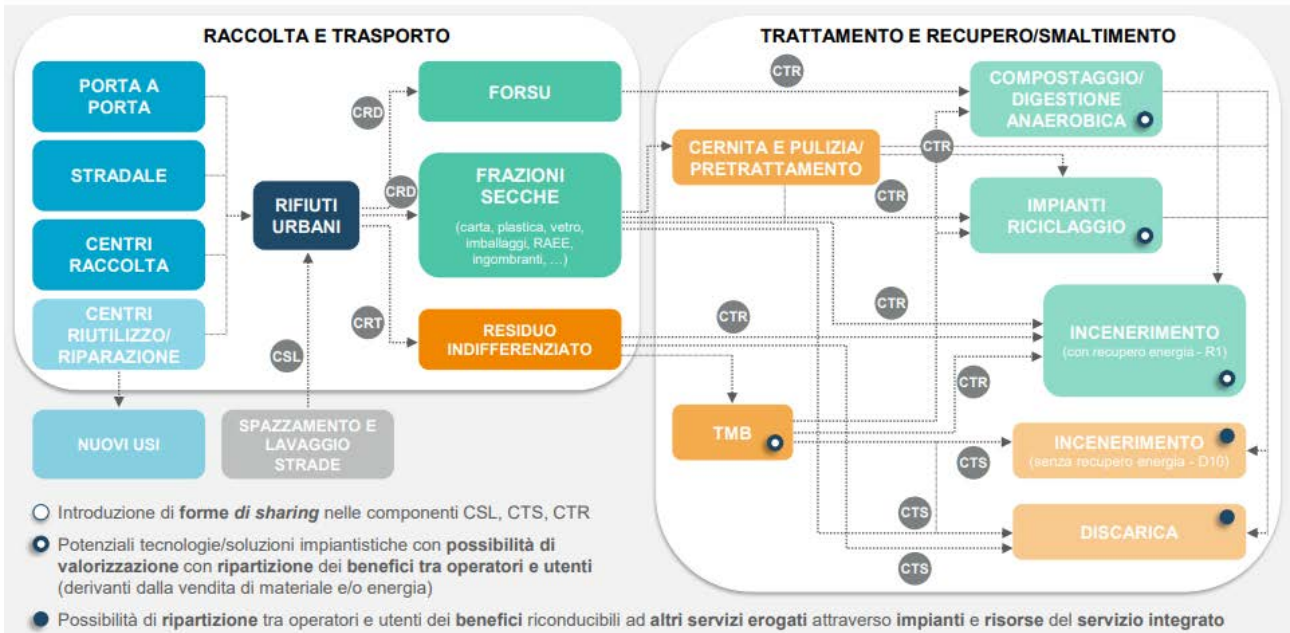 RACCOLTA E TRASPORTO
PORTA A
PORTA
STRADALE
CENTRI
RACCOLTA
CENTRI
RIUTILIZZO/
RIPARAZIONE
NUOVI USI
RIFIUTI
URBANI
CSL
SPAZZAMENTO E
LAVAGGIO
STRADE
CRD
CRD
CRT
FORSU
FRAZIONI
SECCHE
(carta, plastica, vetro,
imballaggi, RAEE,
ingombranti, ...)
RESIDUO
INDIFFERENZIATO
TRATTAMENTO E RECUPERO/SMALTIMENTO
CTR
CERNITA E PULIZIA/
PRETRATTAMENTO
CTR
CTR
CTR
CTR
CTR
TMB
CTS
CTS
CTS
COMPOSTAGGIO/
DIGESTIONE
ANAEROBICA
IMPIANTI
RICICLAGGIO
INCENERIMENTO
(con recupero energia - R1)
INCENERIMENTO
(senza recupero energia - D10)
DISCARICA
Introduzione di forme di sharing nelle componenti CSL, CTS, CTR
Potenziali tecnologie/soluzioni impiantistiche con possibilità di
valorizzazione con ripartizione dei benefici tra operatori e utenti
(derivanti dalla vendita di materiale e/o energia)
Possibilità di ripartizione tra operatori e utenti dei benefici riconducibili ad altri servizi erogati attraverso impianti e risorse del servizio integrato